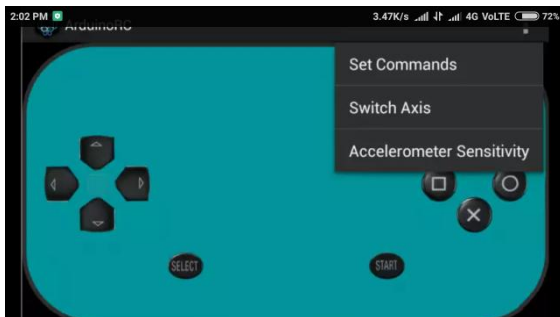 2:02 PM 3.47K/s 4G VoLTE 72%
ArduinoRC
Set Commands
Switch Axis
Accelerometer Sensitivity
SELECT START